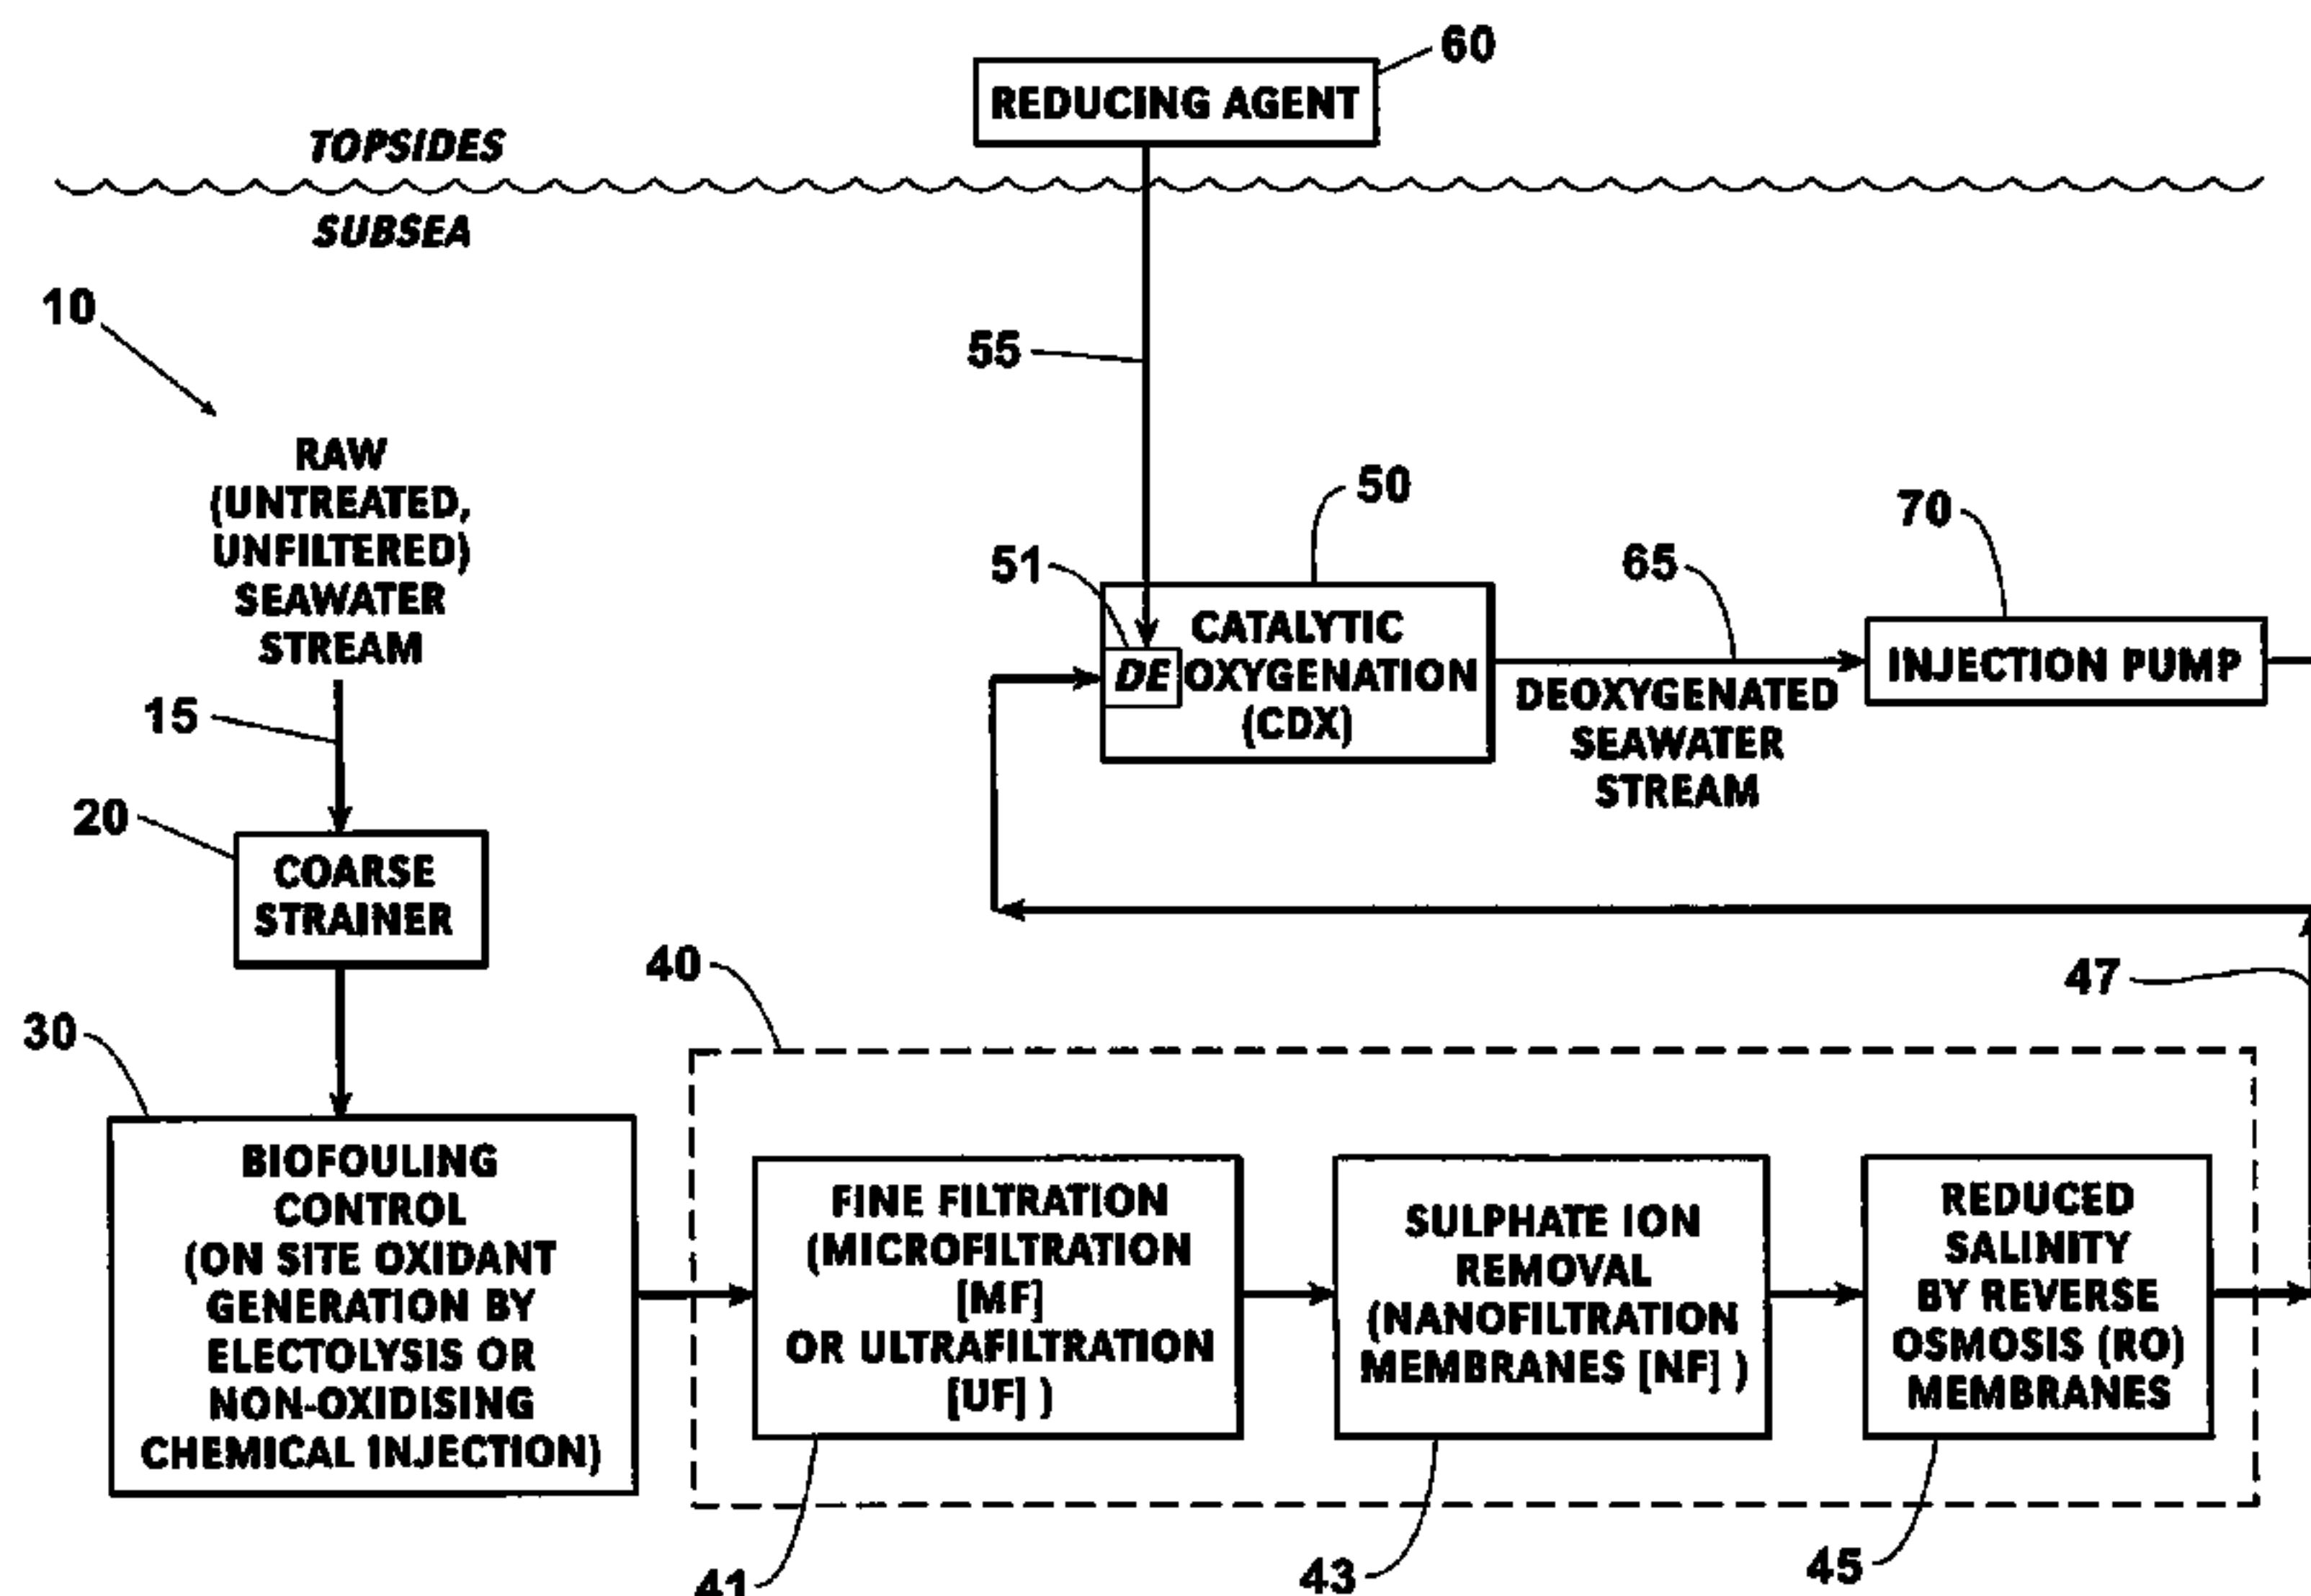 60
REDUCING AGENT
TOPSIDES
SUBSEA
10
55
RAW
(UNTREATED,
UNFILTERED)
SEAWATER
STREAM
15
50
51
CATALYTIC
DE OXYGENATION
(CDX)
65
DEOXYGENATED
SEAWATER
STREAM
70
INJECTION PUMP
20
COARSE
STRAINER
40
47
30
BIOFOULING
CONTROL
(ON SITE OXIDANT
GENERATION BY
ELECTOLYSIS OR
NON-OXIDISING
CHEMICAL INJECTION)
FINE FILTRATION
(MICROFILTRATION
[MF]
OR ULTRAFILTRATION
[UF] )
SULPHATE ION
REMOVAL
(NANOFILTRATION
MEMBRANES [NF] )
REDUCED
SALINITY
BY REVERSE
OSMOSIS (RO)
MEMBRANES
41
43
45